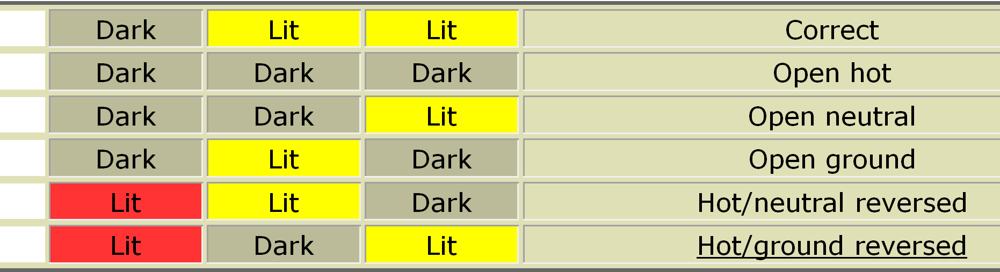 Dark Lit Lit Correct
Dark Dark Dark Open hot
Dark Dark Lit Open neutral
Dark Lit Dark Open ground
Lit Lit Dark Hot/neutral reversed
Lit Dark Lit Hot/ground reversed